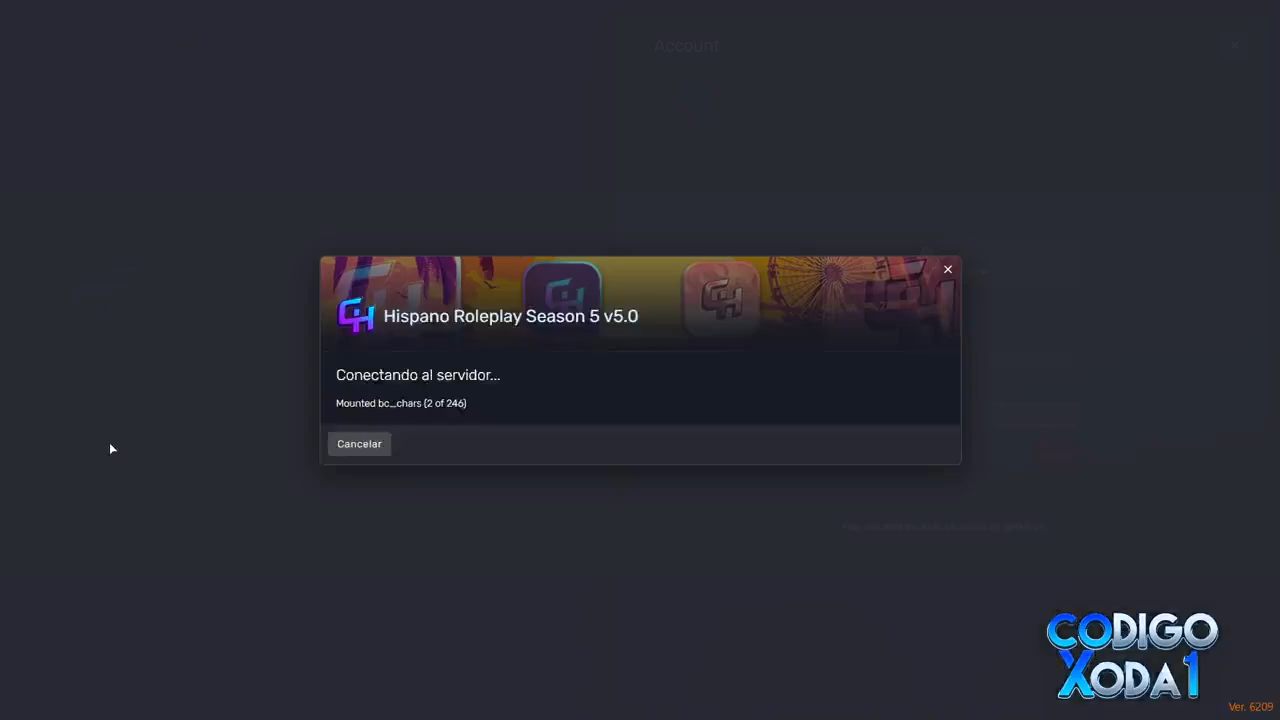 Account
Hispano Roleplay Season 5 v5.0
Conectando al servidor...
Mounted bc_chars (2 of 246)
Cancelar
CODIGO
XODA1
Ver. 6209